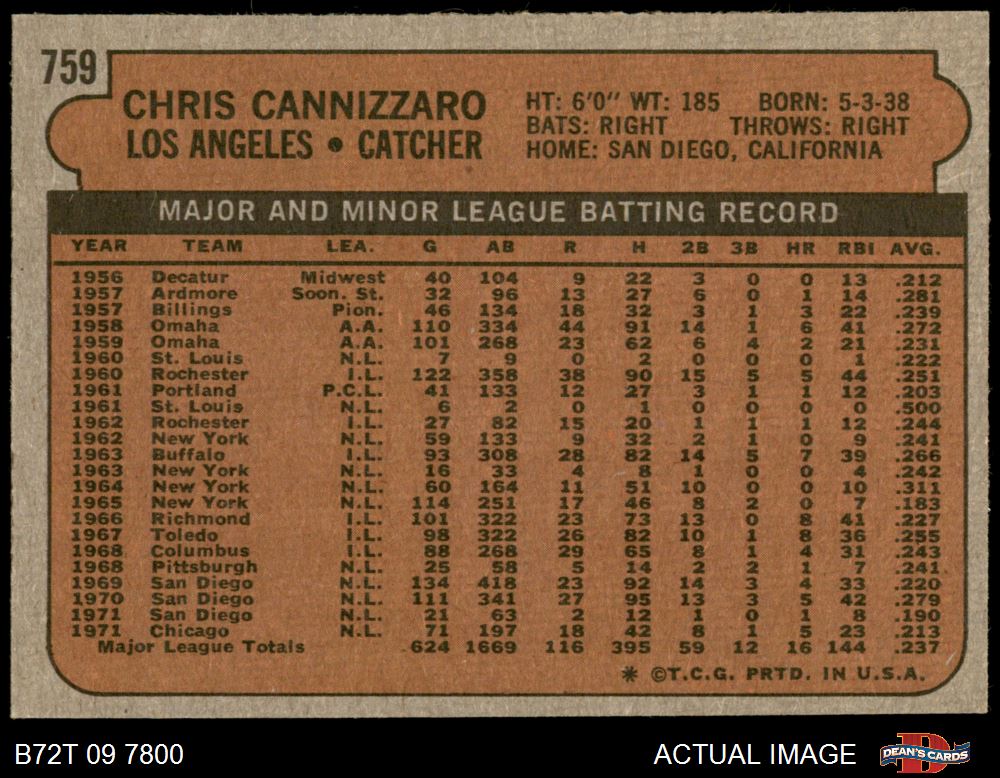 759
CHRIS CANNIZZARO
LOS ANGELES • CATCHER
HT: 6'0" WT: 185 BORN: 5-3-38
BATS: RIGHT THROWS: RIGHT
HOME: SAN DIEGO, CALIFORNIA
MAJOR AND MINOR LEAGUE BATTING RECORD
YEAR TEAM LEA. G AB R H 2B 3B HR RBI AVG.
1956 Decatur Midwest 40 104 9 22 3 0 0 13 .212
1957 Ardmore Soon. St. 32 96 13 27 6 0 1 14 .281
1957 Billings Pion. 46 134 18 32 3 1 3 22 .239
1958 Omaha A.A. 110 334 44 91 14 1 6 41 .272
1959 Omaha A.A. 101 268 23 62 6 4 2 21 .231
1960 St. Louis N.L. 7 9 0 2 0 0 0 1 .222
1960 Rochester I.L. 122 358 38 90 15 5 5 44 .251
1961 Portland P.C.L. 41 133 12 27 3 1 1 12 .203
1961 St. Louis N.L. 6 2 0 1 0 0 0 0 .500
1962 Rochester I.L. 27 82 15 20 1 1 1 12 .244
1962 New York N.L. 59 133 9 32 2 1 0 9 .241
1963 Buffalo I.L. 93 308 28 82 14 5 7 39 .266
1963 New York N.L. 16 33 4 8 1 0 0 4 .242
1964 New York N.L. 60 164 11 51 10 0 0 10 .311
1965 New York N.L. 114 251 17 46 8 2 0 7 .183
1966 Richmond I.L. 101 322 23 73 13 0 8 41 .227
1967 Toledo I.L. 98 322 26 82 10 1 8 36 .255
1968 Columbus I.L. 88 268 29 65 8 1 4 31 .243
1968 Pittsburgh N.L. 25 58 5 14 2 2 1 7 .241
1969 San Diego N.L. 134 418 23 92 14 3 4 33 .220
1970 San Diego N.L. 111 341 27 95 13 3 5 42 .279
1971 San Diego N.L. 21 63 2 12 1 0 1 8 .190
1971 Chicago N.L. 71 197 18 42 8 1 5 23 .213
Major League Totals 624 1669 116 395 59 12 16 144 .237
* ©T.C.G. PRTD. IN U.S.A.
B72T 09 7800
ACTUAL IMAGE
D
DEAN'S CARDS